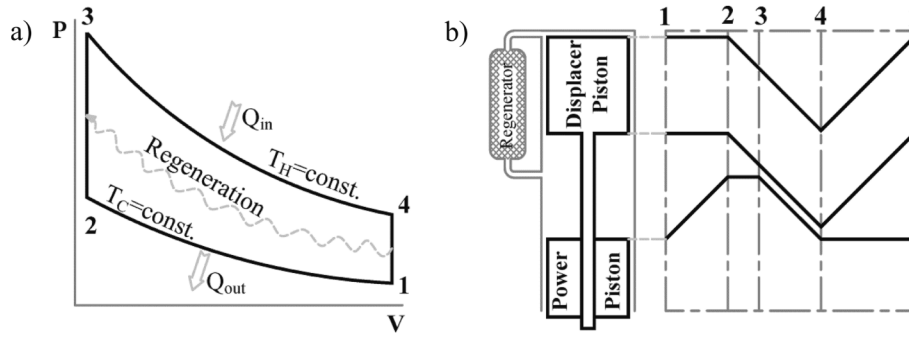 a)
P
3
Q_in
T_H=const.
Regeneration
T_C=const.
4
2
1
Q_out
V
b)
1 2 3 4
Regenerator
Displacer
Piston
Power
Piston